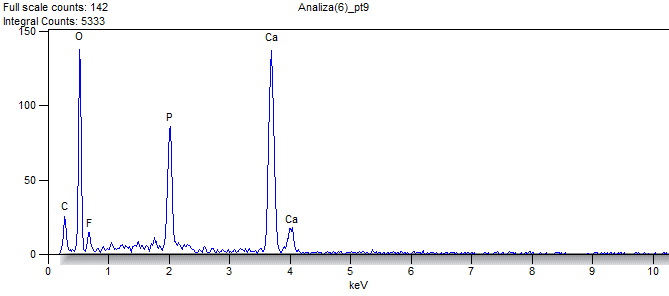 Full scale counts: 142
Analiza(6)_pt9
Integral Counts: 5333
150
O
Ca
100
P
50
C
F
Ca
0
0 1 2 3 4 5 6 7 8 9 10
keV